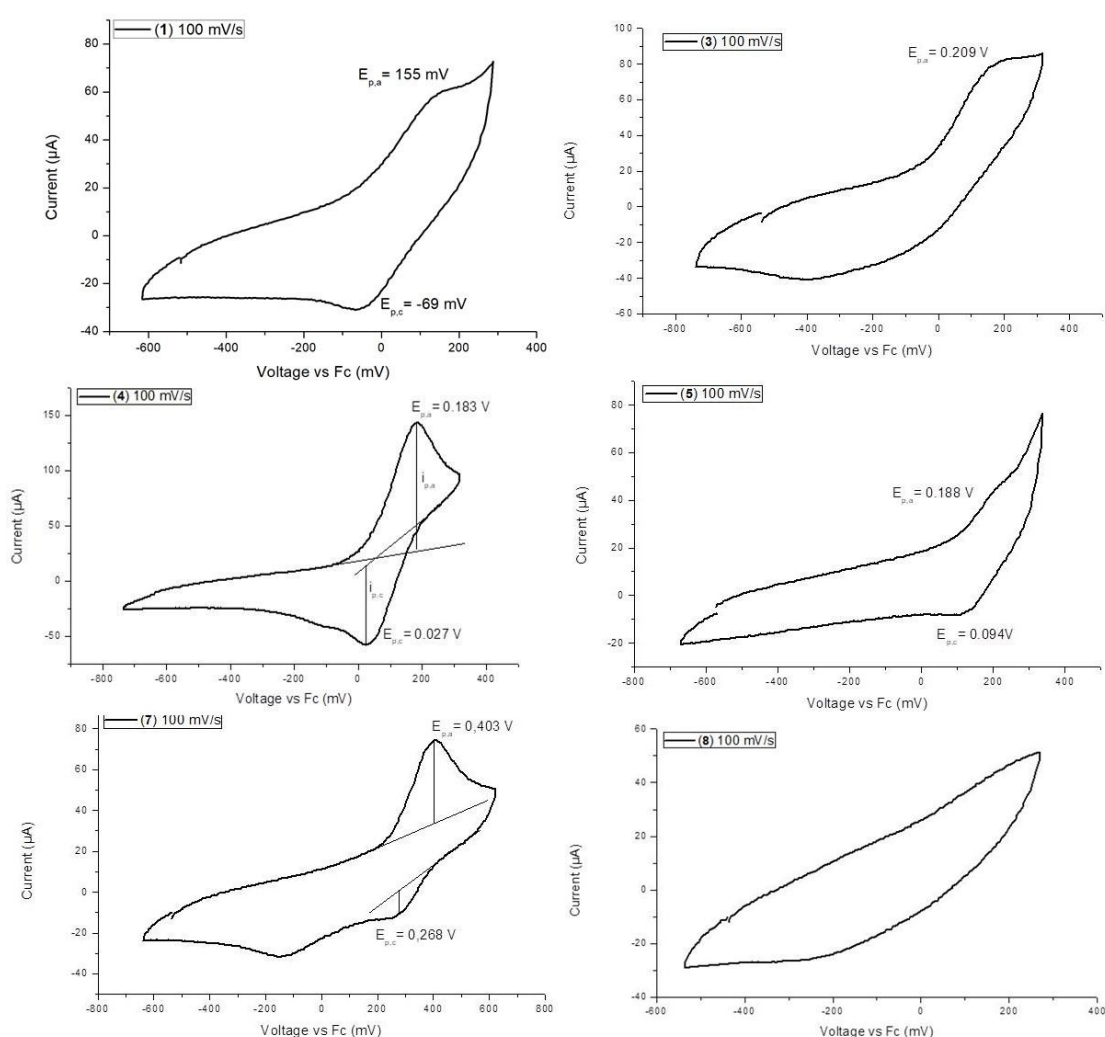 (1) 100 mV/s
E_p,a= 155 mV
E_p,c= -69 mV
80
60
40
20
0
-20
-40
Current (µA)
-600 -400 -200 0 200 400
Voltage vs Fc (mV)
(3) 100 mV/s
E_p,a= 0.209 V
100
80
60
40
20
0
-20
-40
-60
Current (µA)
-800 -600 -400 -200 0 200 400
Voltage vs Fc (mV)
(4) 100 mV/s
E_p,a= 0.183 V
i_p,a
i_p,c
E_p,c= 0.027 V
150
100
50
0
-50
Current (µA)
-800 -600 -400 -200 0 200 400
Voltage vs Fc (mV)
(5) 100 mV/s
E_p,a= 0.188 V
E_p,c= 0.094V
80
60
40
20
0
-20
Current (µA)
-800 -600 -400 -200 0 200 400
Voltage vs Fc (mV)
(7) 100 mV/s
E_p,a= 0,403 V
E_p,c= 0,268 V
80
60
40
20
0
-20
-40
Current (µA)
-800 -600 -400 -200 0 200 400 600 800
Voltage vs Fc (mV)
(8) 100 mV/s
60
40
20
0
-20
-40
Current (µA)
-600 -400 -200 0 200 400
Voltage vs Fc (mV)